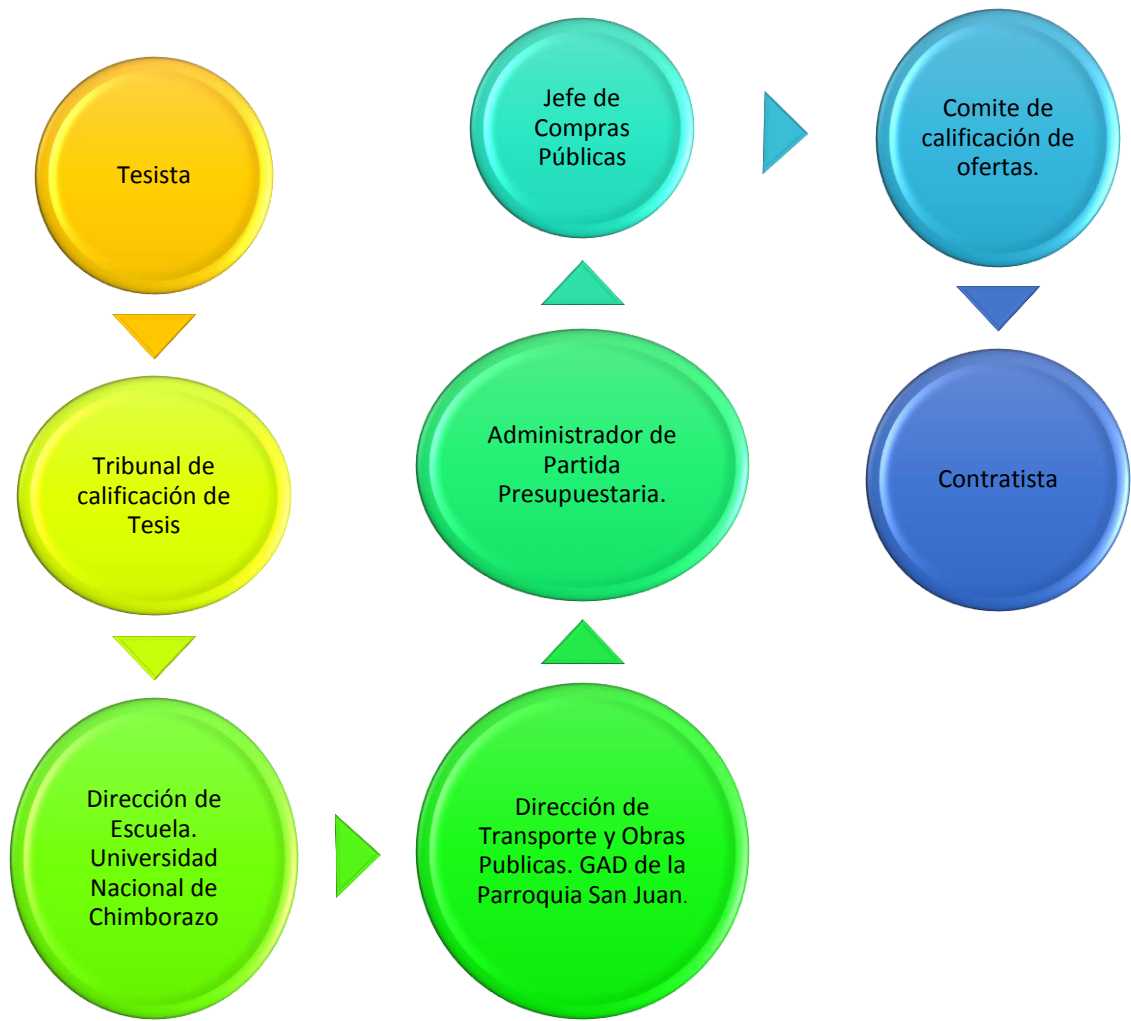 Tesista
Tribunal de
calificación de
Tesis
Dirección de
Escuela.
Universidad
Nacional de
Chimborazo
Dirección de
Transporte y Obras
Publicas. GAD de la
Parroquia San Juan.
Administrador de
Partida
Presupuestaria.
Jefe de
Compras
Públicas
Comite de
calificación de
ofertas.
Contratista